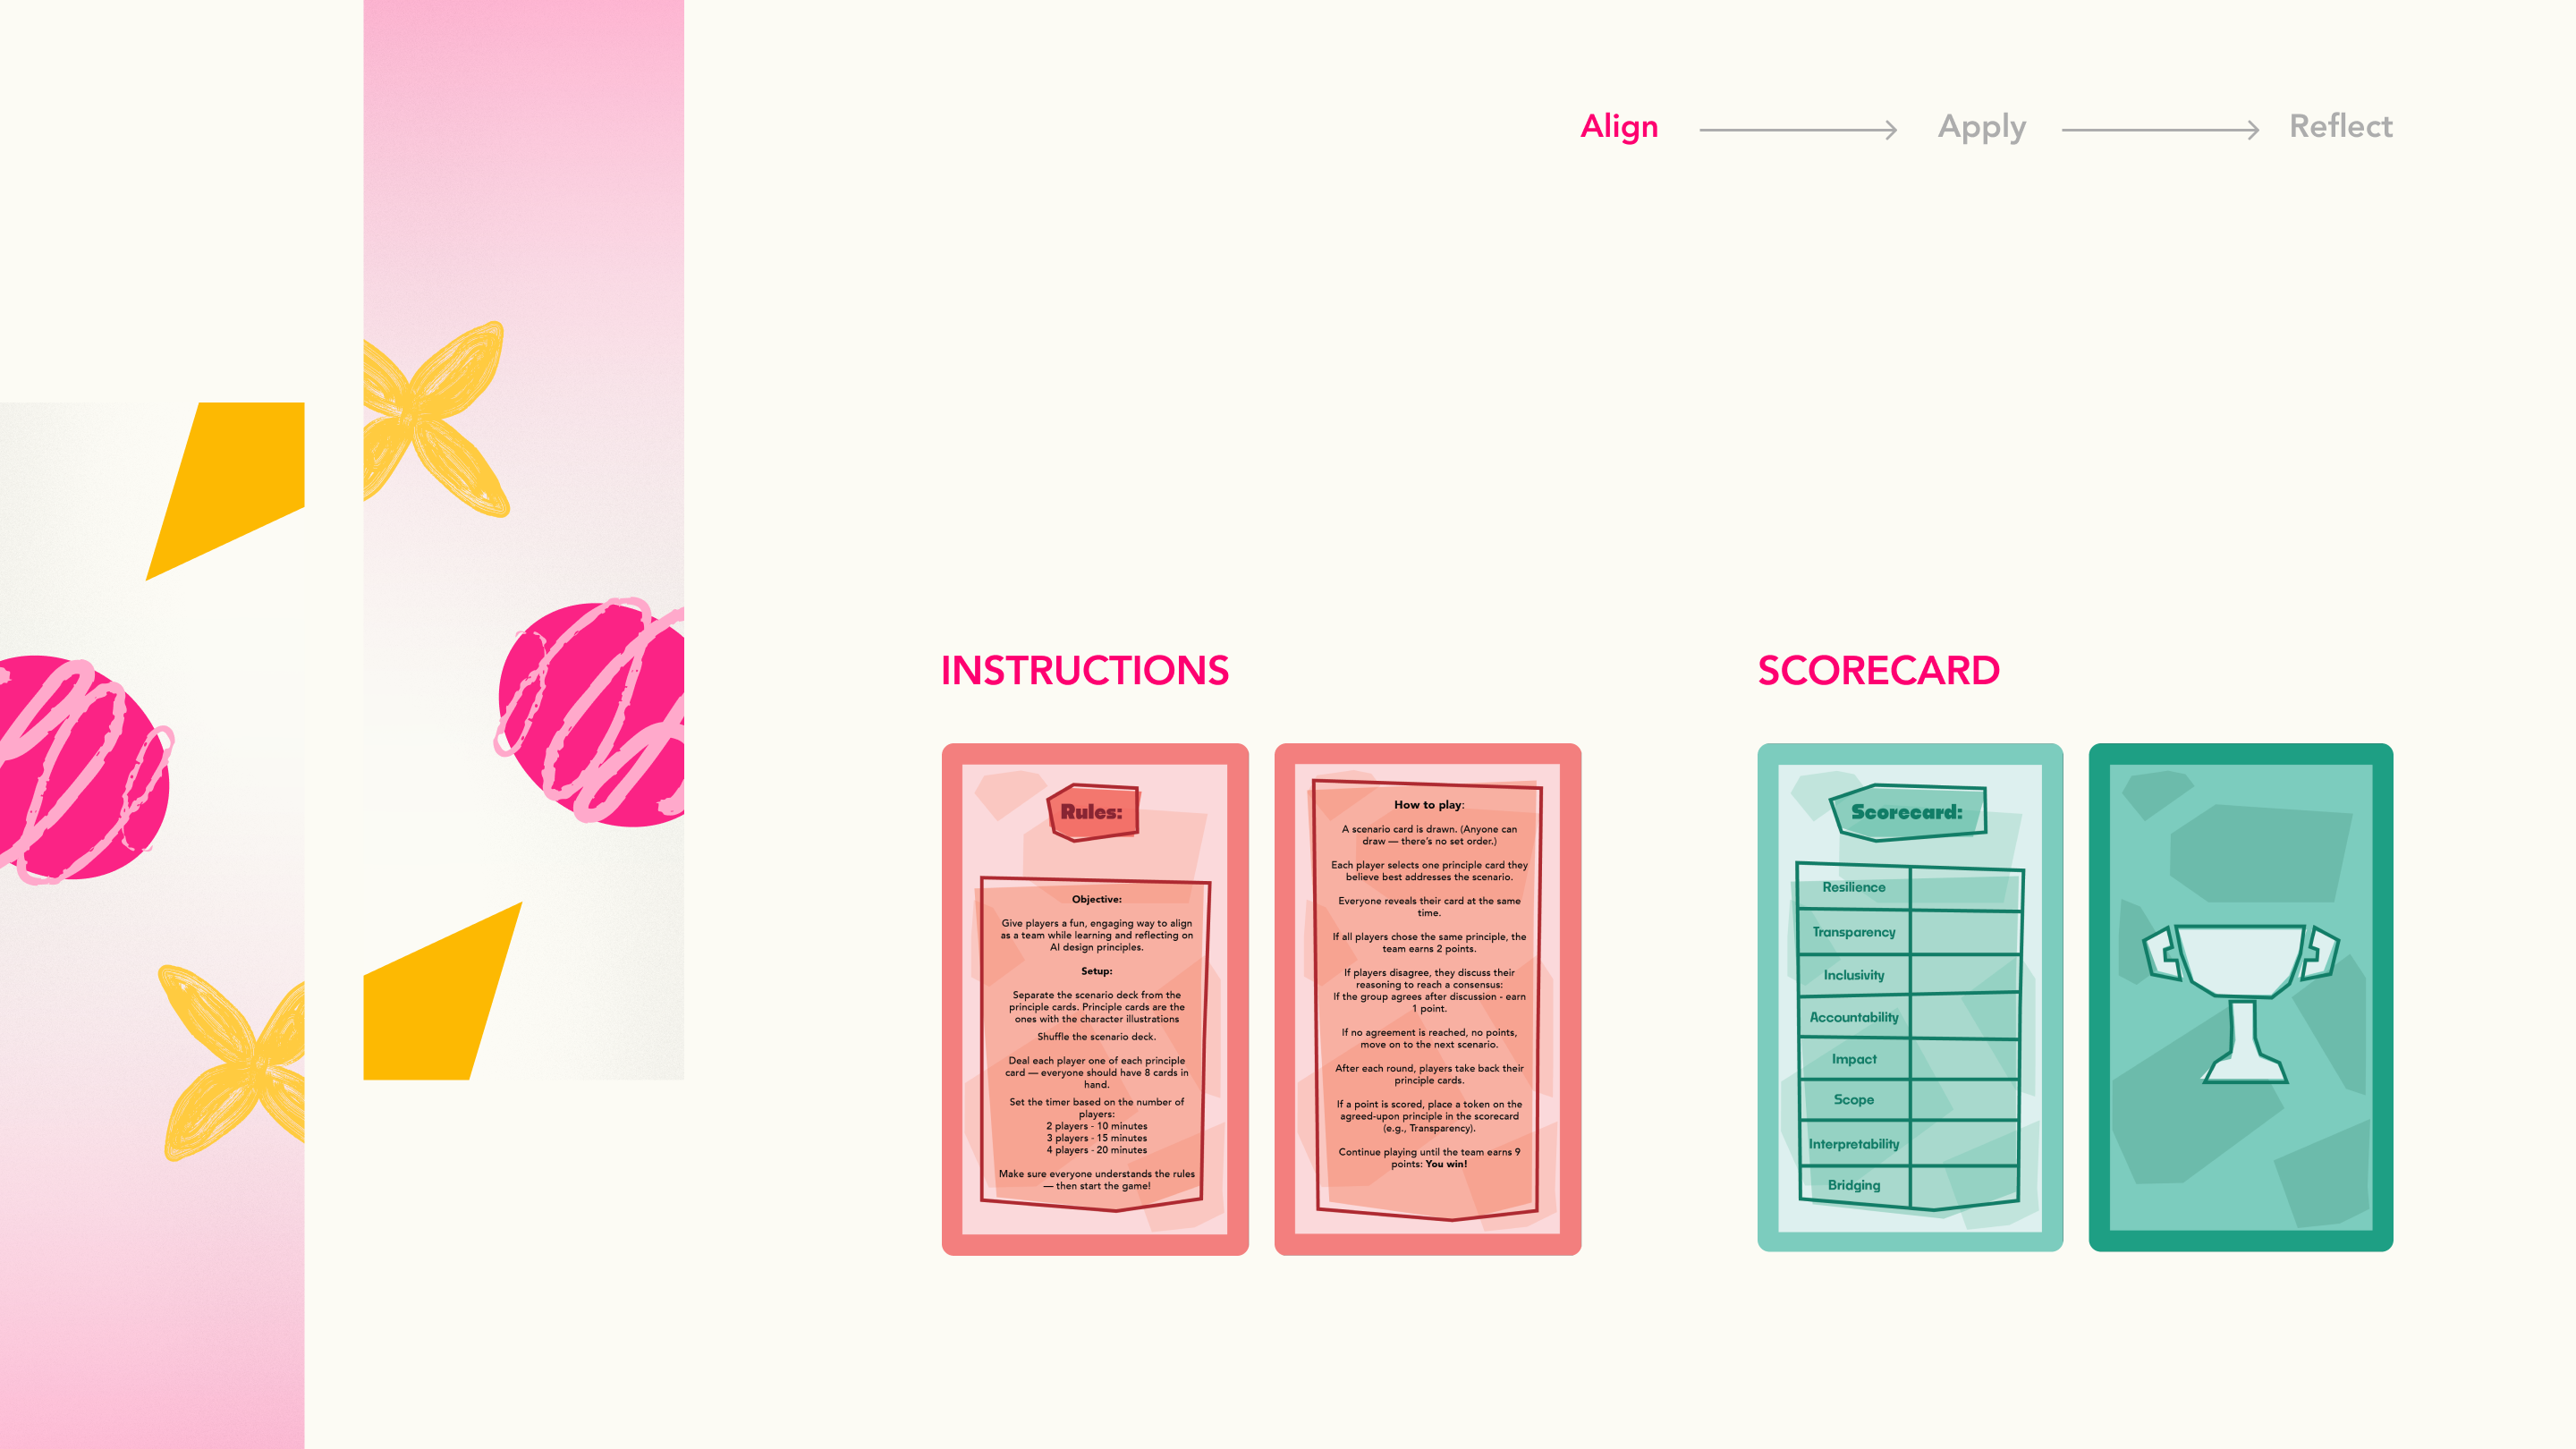 Align
Apply
Reflect
INSTRUCTIONS
Rules:
Objective:
Give players a fun, engaging way to align
as a team while learning and reflecting on
AI design principles.
Setup:
Separate the scenario deck from the
principle cards. Principle cards are the
ones with the character illustrations
Shuffle the scenario deck.
Deal each player one of each principle
card — everyone should have 8 cards in
hand.
Set the timer based on the number of
players:
2 players - 10 minutes
3 players - 15 minutes
4 players - 20 minutes
Make sure everyone understands the rules
— then start the game!
How to play:
A scenario card is drawn. (Anyone can
draw — there's no set order.)
Each player selects one principle card they
believe best addresses the scenario.
Everyone reveals their card at the same
time.
If all players chose the same principle, the
team earns 2 points.
If players disagree, they discuss their
reasoning to reach a consensus:
If the group agrees after discussion - earn
1 point.
If no agreement is reached, no points,
move on to the next scenario.
After each round, players take back their
principle cards.
If a point is scored, place a token on the
agreed-upon principle in the scorecard
(e.g., Transparency).
Continue playing until the team earns 9
points: You win!
SCORECARD
Scorecard:
Resilience
Transparency
Inclusivity
Accountability
Impact
Scope
Interpretability
Bridging